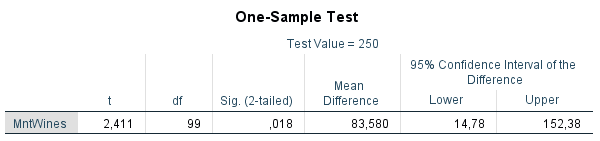 One-Sample Test
Test Value = 250
95% Confidence Interval of the
Difference
t df Sig. (2-tailed) Mean Difference Lower Upper
MntWines 2,411 99 ,018 83,580 14,78 152,38